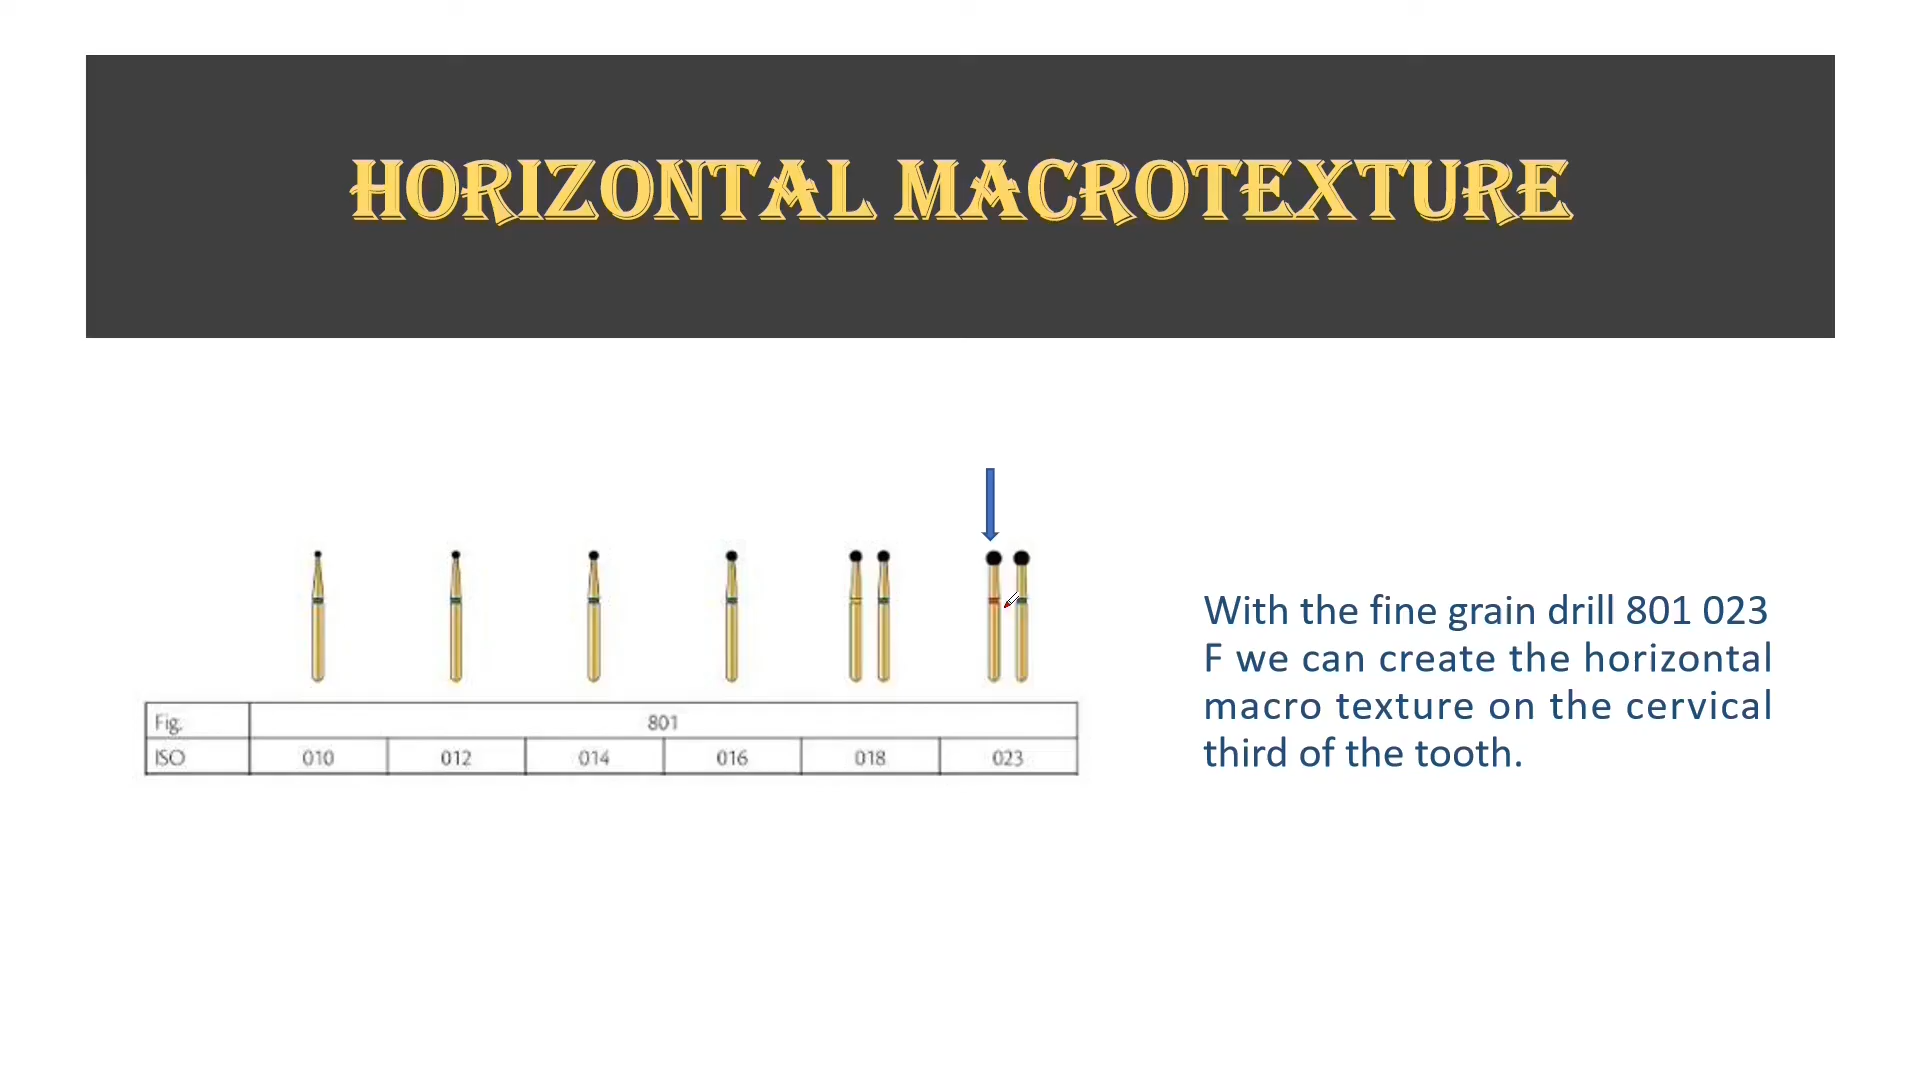 HORIZONTAL MACROTEXTURE
With the fine grain drill 801 023
F we can create the horizontal
macro texture on the cervical
third of the tooth.
Fig. 801
ISO 010 012 014 016 018 023